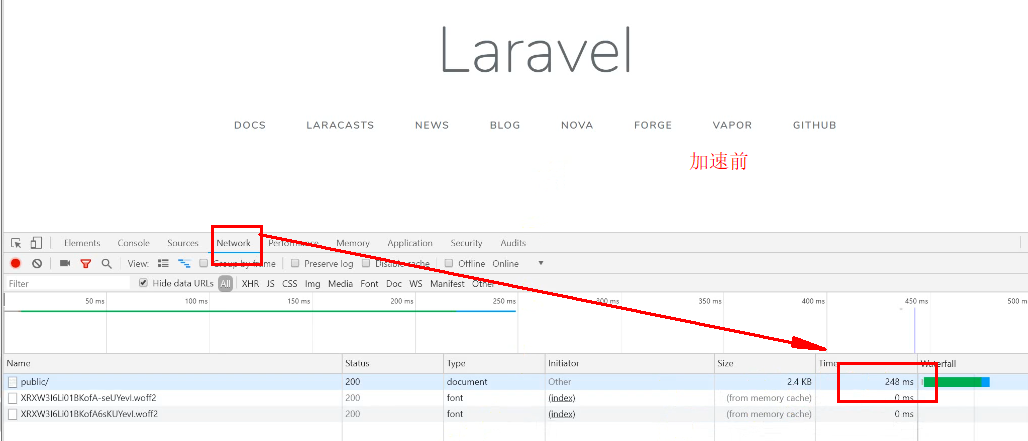 Laravel
DOCS LARACASTS NEWS BLOG NOVA FORGE VAPOR GITHUB
加速前
Elements Console Sources Network Performance Memory Application Security Audits
View: Group by frame Preserve log Disable cache Offline Online
Filter Hide data URLs All XHR JS CSS Img Media Font Doc WS Manifest Other
50 ms 100 ms 150 ms 200 ms 250 ms 300 ms 350 ms 400 ms 450 ms 500 ms
Name Status Type Initiator Size Time Waterfall
public/ 200 document Other 2.4 KB 248 ms
XRXW3I6Li01BKofA-seUYevI.woff2 200 font (index) (from memory cache) 0 ms
XRXW3I6Li01BKofA6sKUYevI.woff2 200 font (index) (from memory cache) 0 ms